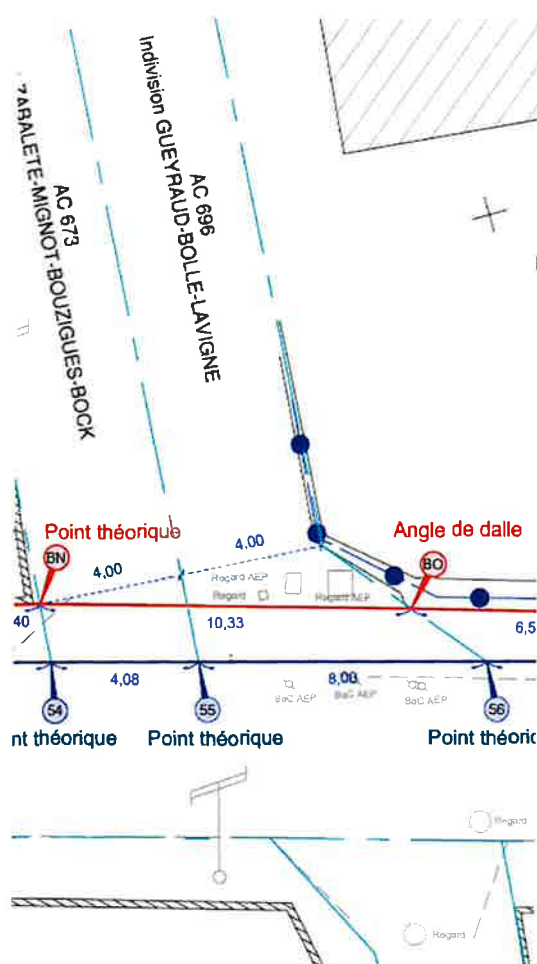 Indivision GUEYRAUD-BOLLE-LAVIGNE
AC 696
AC 673
ZABALETE-MIGNOT-BOUZIGUES-BOCK
Point théorique
Angle de dalle
BN
BO
4,00
4,00
Regard AEP
Regard
Regard AEP
40
10,33
6,5
4,08
8,00
BaC AEP
BaC AEP
BaC AEP
54
55
56
nt théorique
Point théorique
Point théoric
Regard
Regard